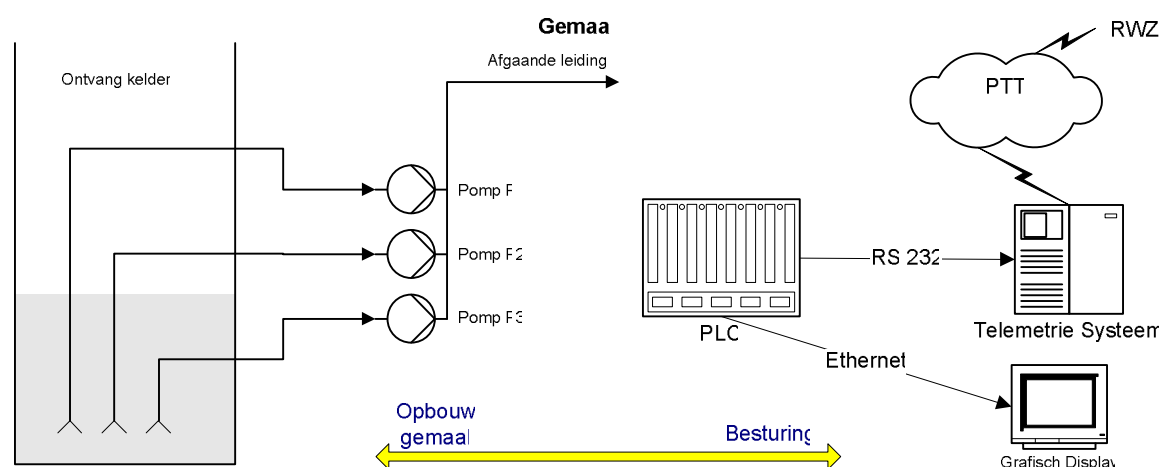 Gemaa
RWZ
Afgaande leiding
Ontvang kelder
PTT
Pomp P
Pomp P2
Pomp P3
RS 232
PLC
Telemetrie Systeem
Ethernet
Opbouw
gemaal
Besturing
Grafisch Display